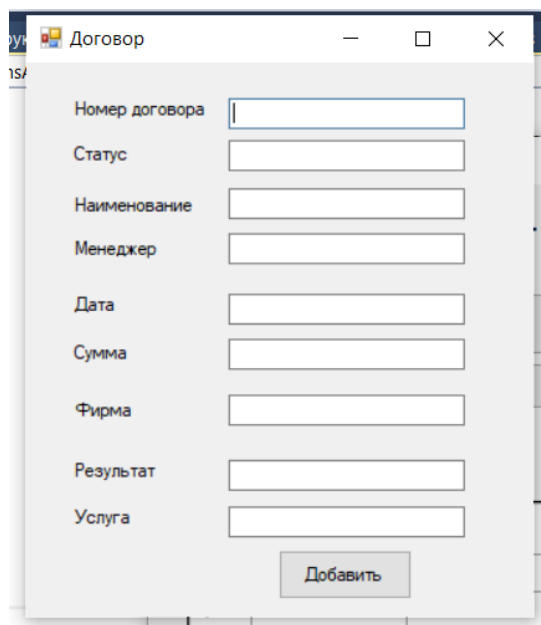 Договор
Номер договора
Статус
Наименование
Менеджер
Дата
Сумма
Фирма
Результат
Услуга
Добавить